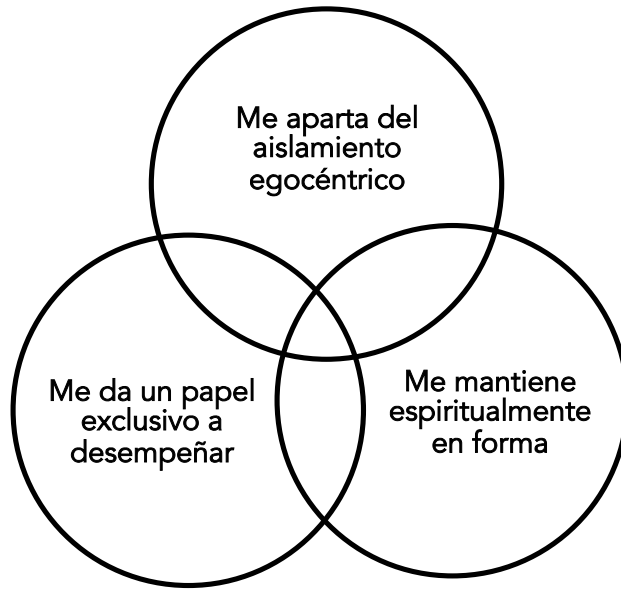 Me aparta del
aislamiento
egocéntrico
Me da un papel
exclusivo a
desempeñar
Me mantiene
espiritualmente
en forma